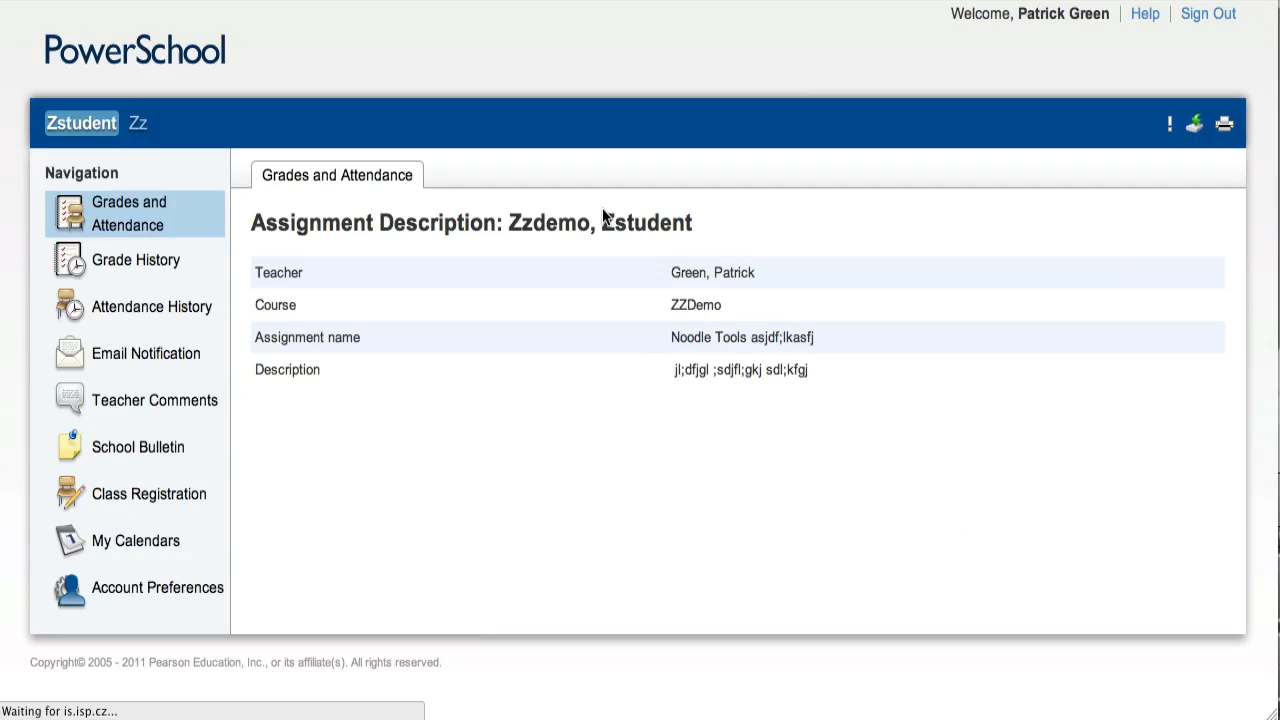 Welcome, Patrick Green | Help | Sign Out
PowerSchool
Zstudent Zz
Navigation
Grades and
Attendance
Grade History
Attendance History
Email Notification
Teacher Comments
School Bulletin
Class Registration
My Calendars
Account Preferences
Grades and Attendance
Assignment Description: Zzdemo, Zstudent
Teacher Green, Patrick
Course ZZDemo
Assignment name Noodle Tools asjdf;lkasfj
Description jl;dfjgl ;sdjfl;gkj sdl;kfgj
Copyright© 2005 - 2011 Pearson Education, Inc., or its affiliate(s). All rights reserved.
Waiting for is.isp.cz...